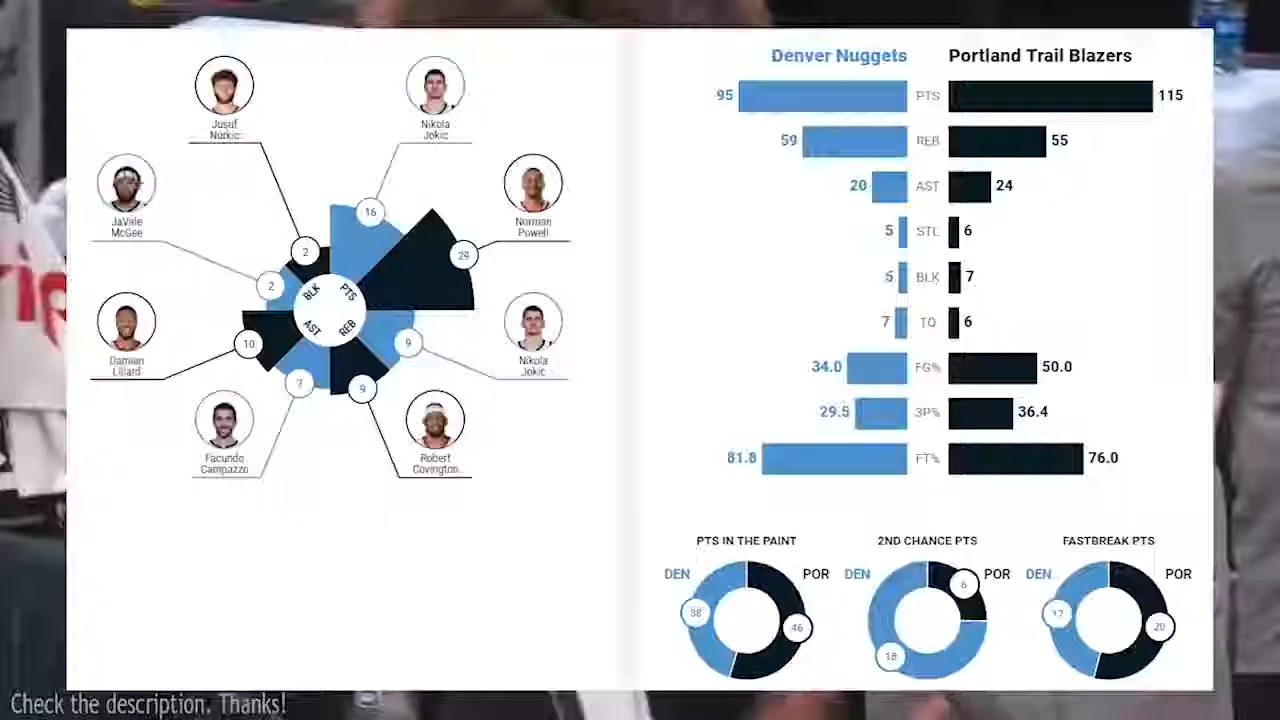 Denver Nuggets
Portland Trail Blazers
95 PTS 115
59 REB 55
20 AST 24
5 STL 6
5 BLK 7
7 TO 6
34.0 FG% 50.0
29.5 3P% 36.4
81.8 FT% 76.0
Jusuf
Nurkic
2
Nikola
Jokic
16
JaVale
McGee
2
Norman
Powell
29
BLK
PTS
AST
REB
Damian
Lillard
10
Nikola
Jokic
9
Facundo
Campazzo
7
Robert
Covington
9
PTS IN THE PAINT
DEN
POR
38
46
2ND CHANCE PTS
DEN
POR
6
18
FASTBREAK PTS
DEN
POR
17
20
Check the description. Thanks!